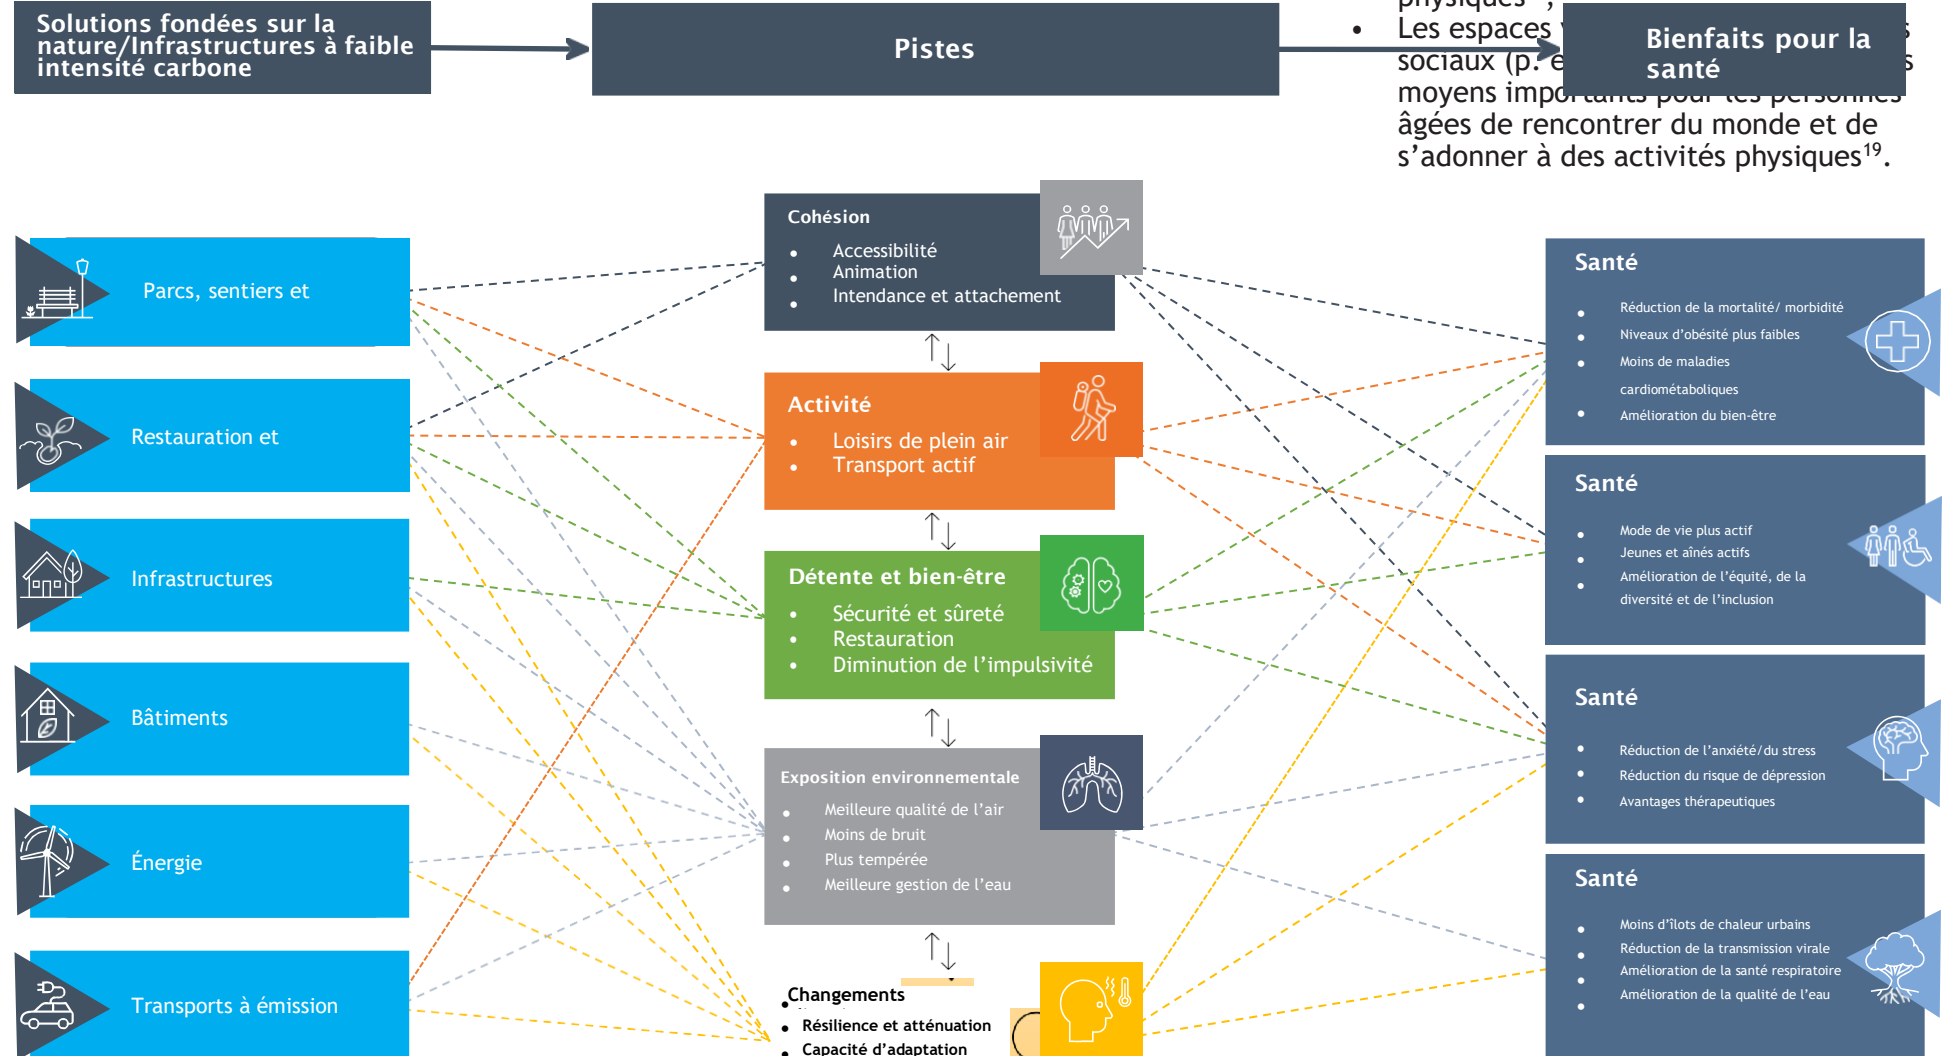 Solutions fondées sur la
nature/Infrastructures à faible
intensité carbone
Pistes
Bienfaits pour la
santé
Les espaces
sociaux (p.
moyens importants pour les personnes
âgées de rencontrer du monde et de
s’adonner à des activités physiques¹⁹.
Parcs, sentiers et
Restauration et
Infrastructures
Bâtiments
Énergie
Transports à émission
Cohésion
• Accessibilité
• Animation
• Intendance et attachement
Activité
• Loisirs de plein air
• Transport actif
Détente et bien-être
• Sécurité et sûreté
• Restauration
• Diminution de l’impulsivité
Exposition environnementale
• Meilleure qualité de l’air
• Moins de bruit
• Plus tempérée
• Meilleure gestion de l’eau
Changements
• Résilience et atténuation
• Capacité d’adaptation
Santé
• Réduction de la mortalité/ morbidité
• Niveaux d’obésité plus faibles
• Moins de maladies
cardiométaboliques
• Amélioration du bien-être
Santé
• Mode de vie plus actif
• Jeunes et aînés actifs
• Amélioration de l’équité, de la
diversité et de l’inclusion
Santé
• Réduction de l’anxiété/du stress
• Réduction du risque de dépression
• Avantages thérapeutiques
Santé
• Moins d’îlots de chaleur urbains
• Réduction de la transmission virale
• Amélioration de la santé respiratoire
• Amélioration de la qualité de l’eau